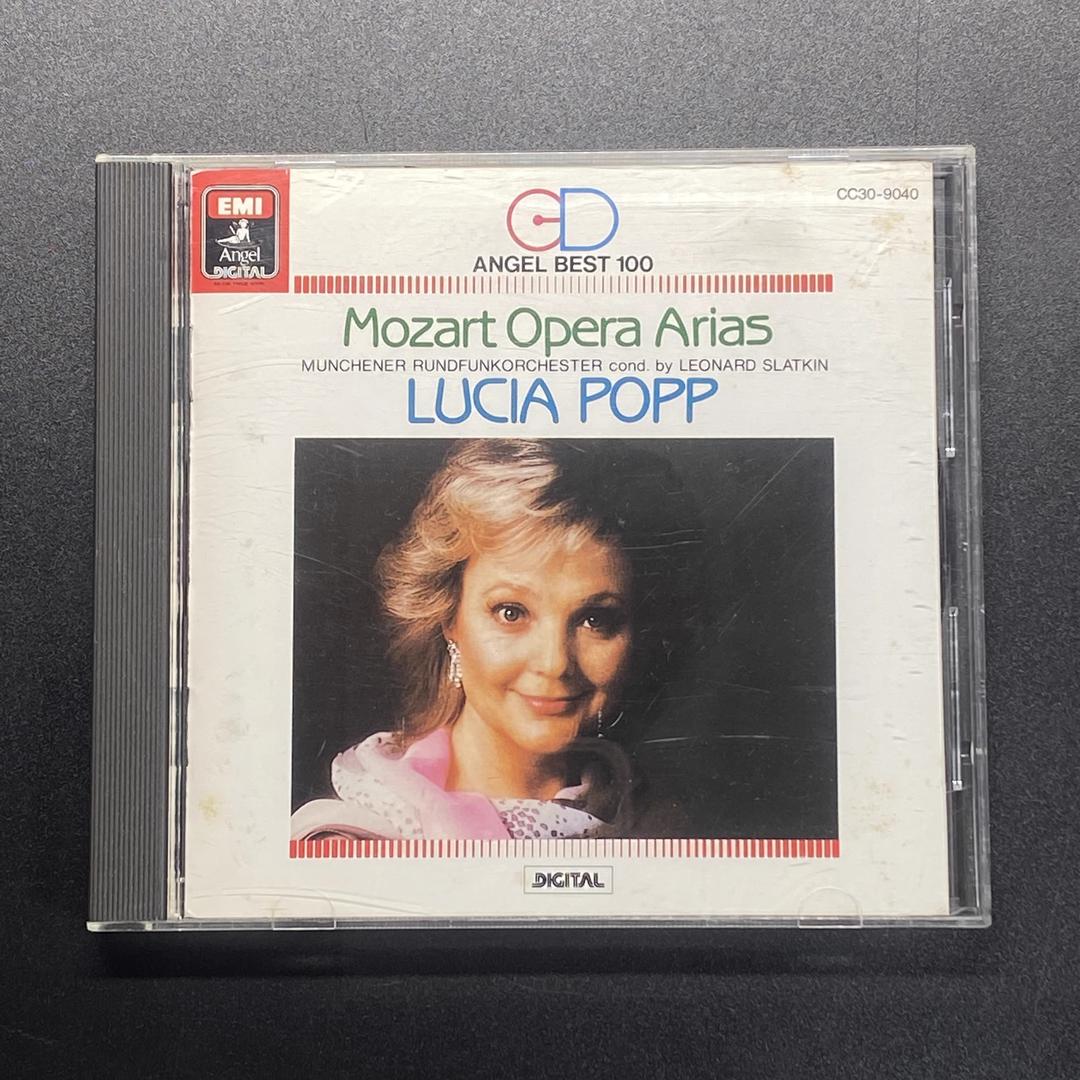 EMI
Angel
DIGITAL
CD
CC30-9040
ANGEL BEST 100
Mozart Opera Arias
MUNCHENER RUNDFUNKORCHESTER cond. by LEONARD SLATKIN
LUCIA POPP
DIGITAL